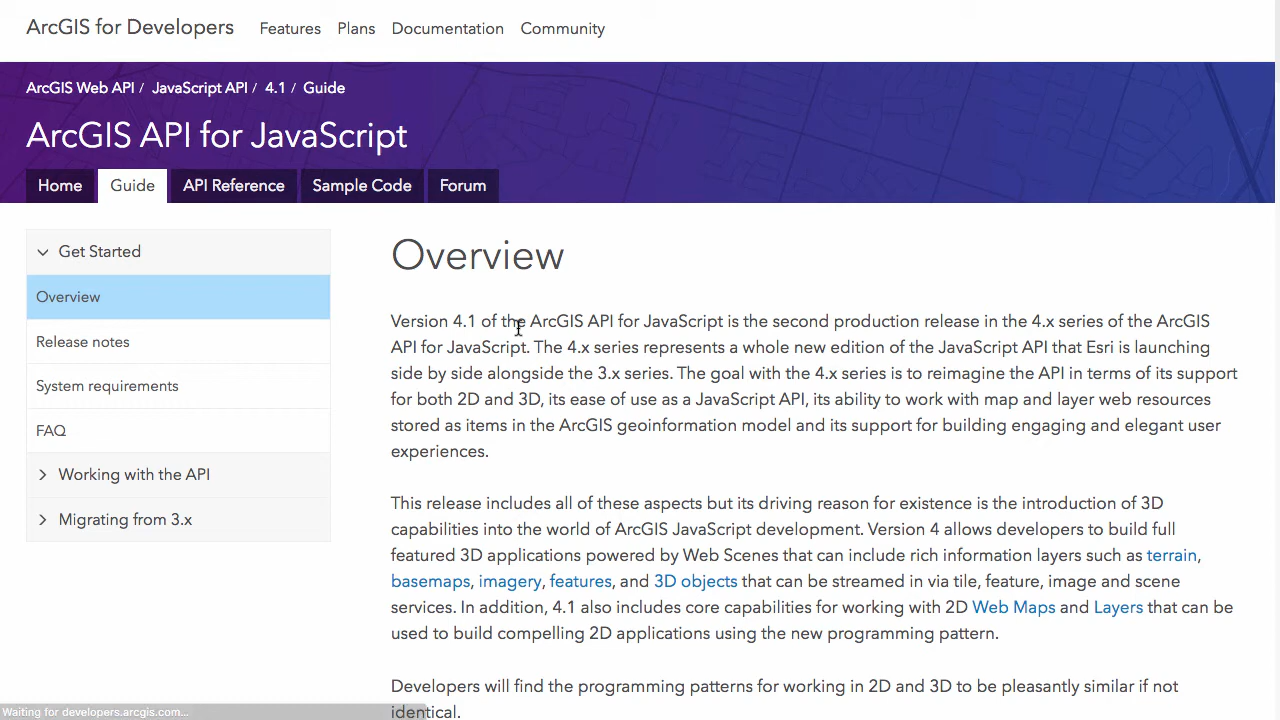 ArcGIS for Developers Features Plans Documentation Community
ArcGIS Web API / JavaScript API / 4.1 / Guide
ArcGIS API for JavaScript
Home Guide API Reference Sample Code Forum
Get Started
Overview
Release notes
System requirements
FAQ
Working with the API
Migrating from 3.x
Overview
Version 4.1 of the ArcGIS API for JavaScript is the second production release in the 4.x series of the ArcGIS
API for JavaScript. The 4.x series represents a whole new edition of the JavaScript API that Esri is launching
side by side alongside the 3.x series. The goal with the 4.x series is to reimagine the API in terms of its support
for both 2D and 3D, its ease of use as a JavaScript API, its ability to work with map and layer web resources
stored as items in the ArcGIS geoinformation model and its support for building engaging and elegant user
experiences.
This release includes all of these aspects but its driving reason for existence is the introduction of 3D
capabilities into the world of ArcGIS JavaScript development. Version 4 allows developers to build full
featured 3D applications powered by Web Scenes that can include rich information layers such as terrain,
basemaps, imagery, features, and 3D objects that can be streamed in via tile, feature, image and scene
services. In addition, 4.1 also includes core capabilities for working with 2D Web Maps and Layers that can be
used to build compelling 2D applications using the new programming pattern.
Developers will find the programming patterns for working in 2D and 3D to be pleasantly similar if not
identical.
Waiting for developers.arcgis.com...